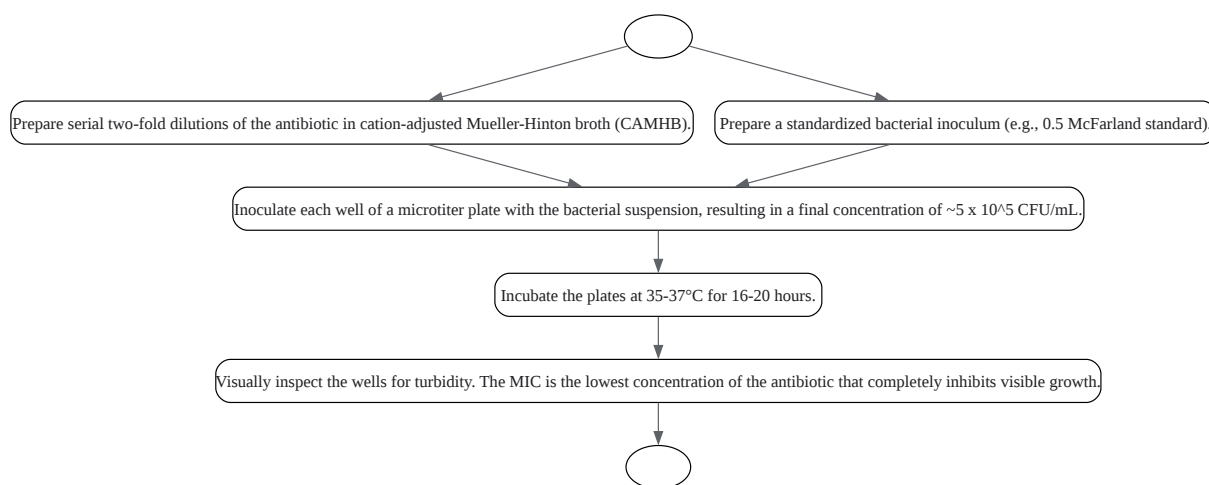 Prepare serial two-fold dilutions of the antibiotic in cation-adjusted Mueller-Hinton broth (CAMHB).
Prepare a standardized bacterial inoculum (e.g., 0.5 McFarland standard).
Inoculate each well of a microtiter plate with the bacterial suspension, resulting in a final concentration of ~5 x 10^5 CFU/mL.
Incubate the plates at 35-37°C for 16-20 hours.
Visually inspect the wells for turbidity. The MIC is the lowest concentration of the antibiotic that completely inhibits visible growth.